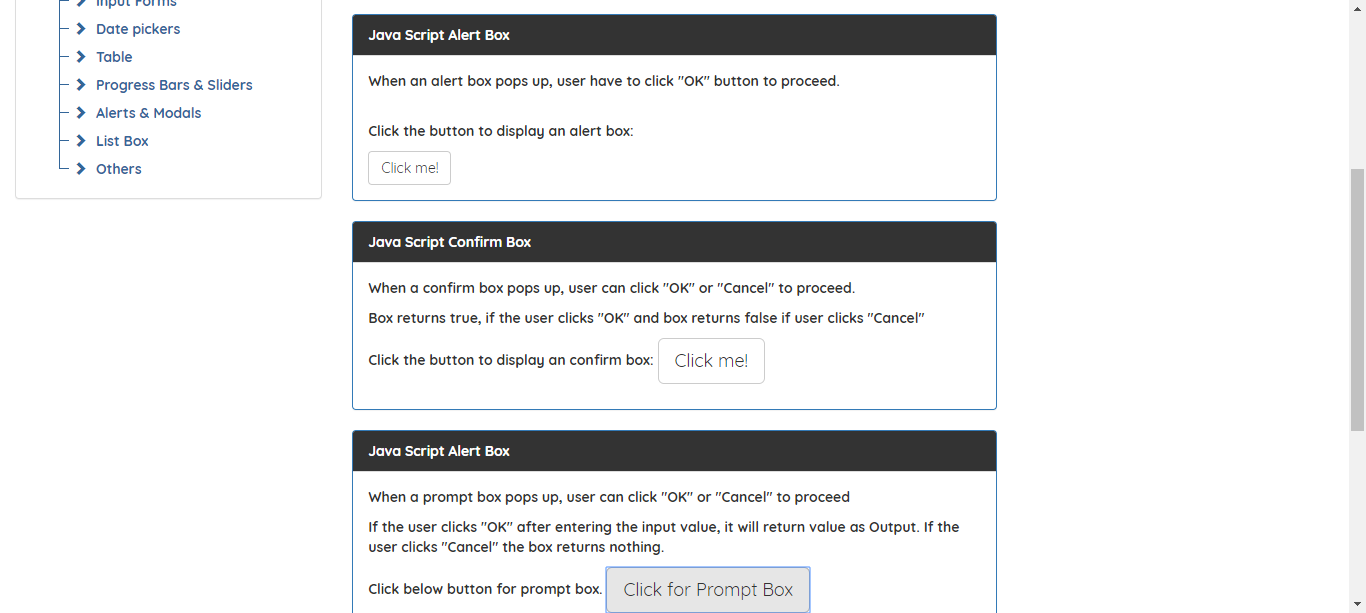 Input Forms
Date pickers
Table
Progress Bars & Sliders
Alerts & Modals
List Box
Others
Java Script Alert Box
When an alert box pops up, user have to click "OK" button to proceed.
Click the button to display an alert box:
Click me!
Java Script Confirm Box
When a confirm box pops up, user can click "OK" or "Cancel" to proceed.
Box returns true, if the user clicks "OK" and box returns false if user clicks "Cancel"
Click the button to display an confirm box: Click me!
Java Script Alert Box
When a prompt box pops up, user can click "OK" or "Cancel" to proceed
If the user clicks "OK" after entering the input value, it will return value as Output. If the
user clicks "Cancel" the box returns nothing.
Click below button for prompt box. Click for Prompt Box